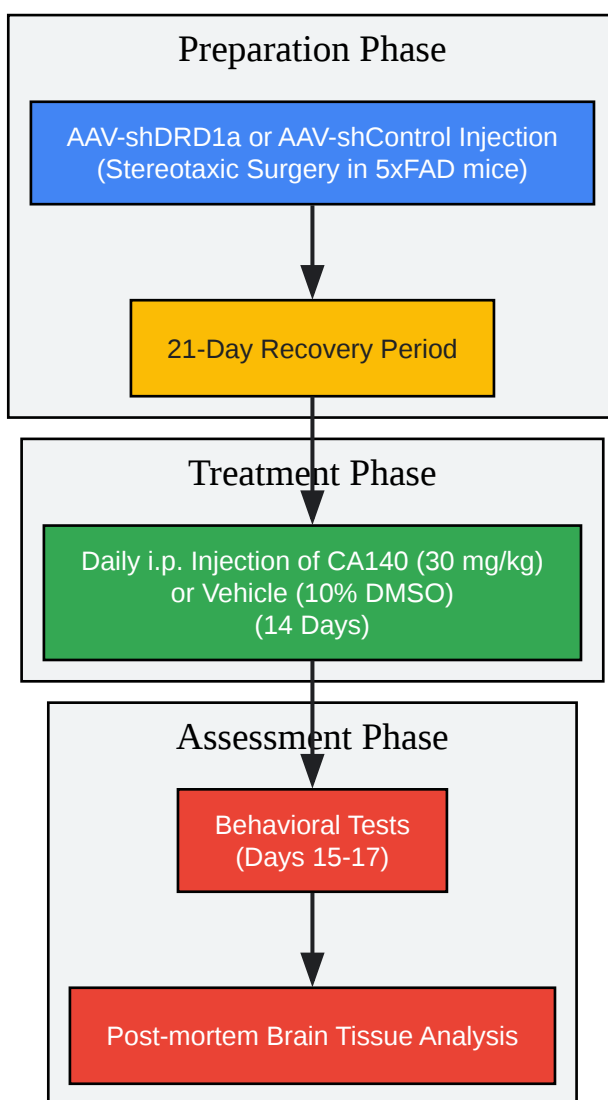 Preparation Phase
AAV-shDRD1a or AAV-shControl Injection
(Stereotaxic Surgery in 5xFAD mice)
21-Day Recovery Period
Treatment Phase
Daily i.p. Injection of CA140 (30 mg/kg)
or Vehicle (10% DMSO)
(14 Days)
Assessment Phase
Behavioral Tests
(Days 15-17)
Post-mortem Brain Tissue Analysis